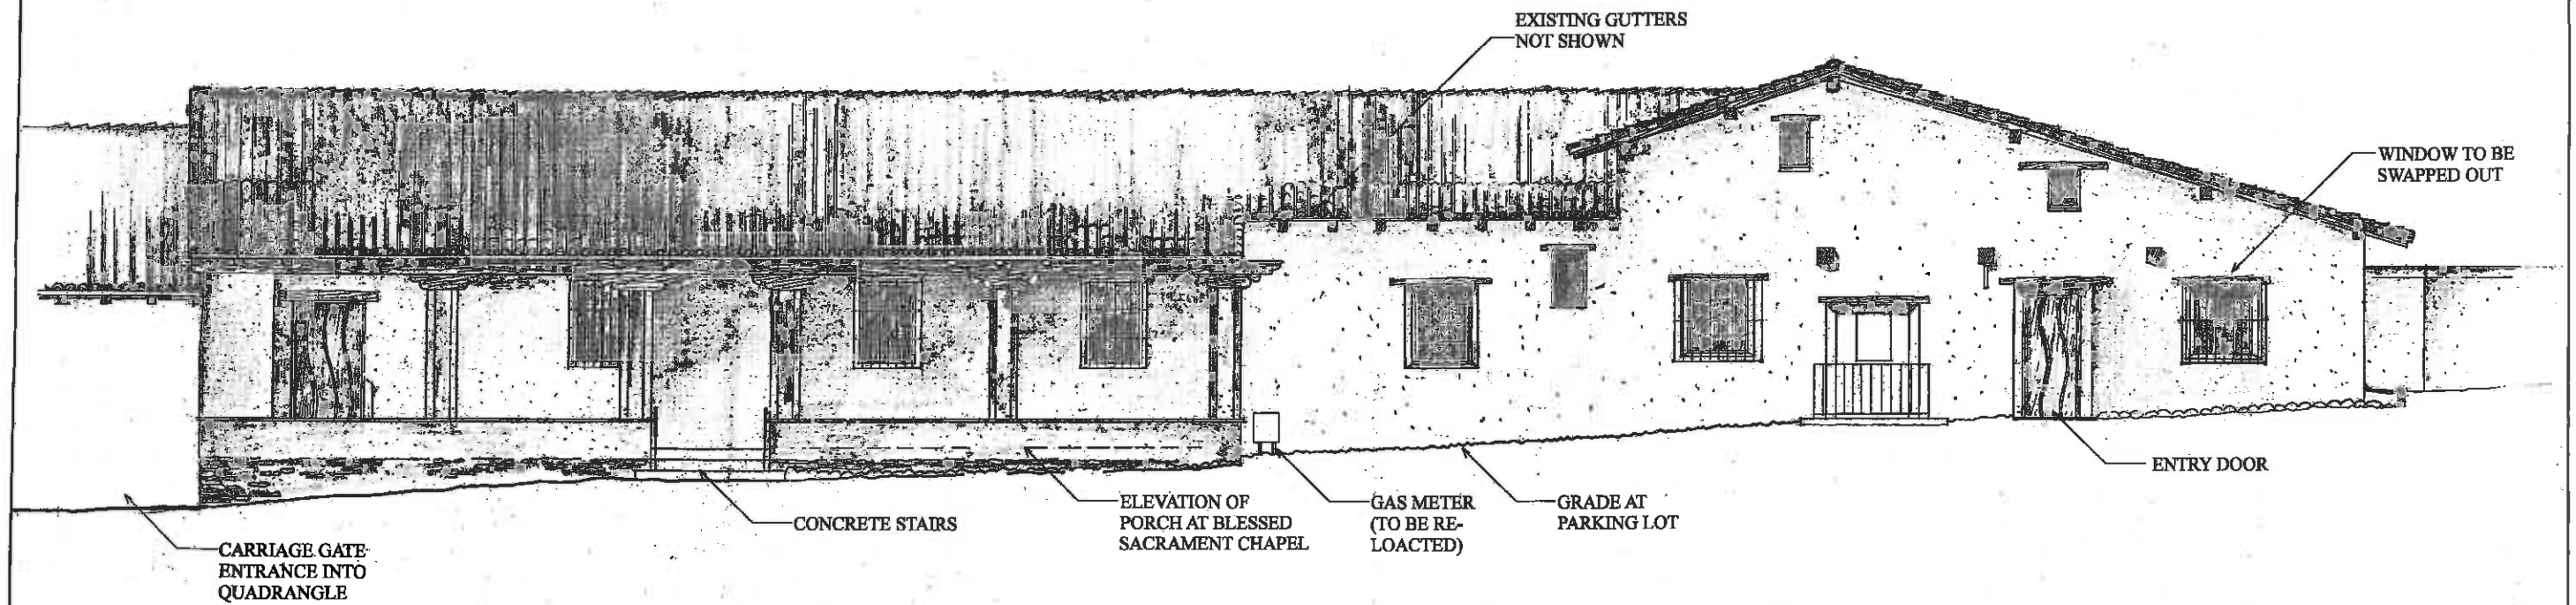 EXISTING GUTTERS
NOT SHOWN
WINDOW TO BE
SWAPPED OUT
ENTRY DOOR
GRADE AT
PARKING LOT
GAS METER
(TO BE RE-
LOACTED)
ELEVATION OF
PORCH AT BLESSED
SACRAMENT CHAPEL
CONCRETE STAIRS
CARRIAGE GATE
ENTRANCE INTO
QUADRANGLE